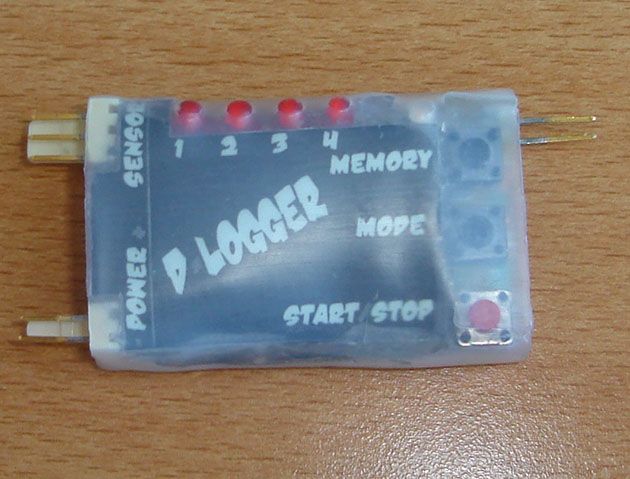 SENSOR
1 2 3 4
MEMORY
D LOGGER
MODE
- POWER +
START/STOP